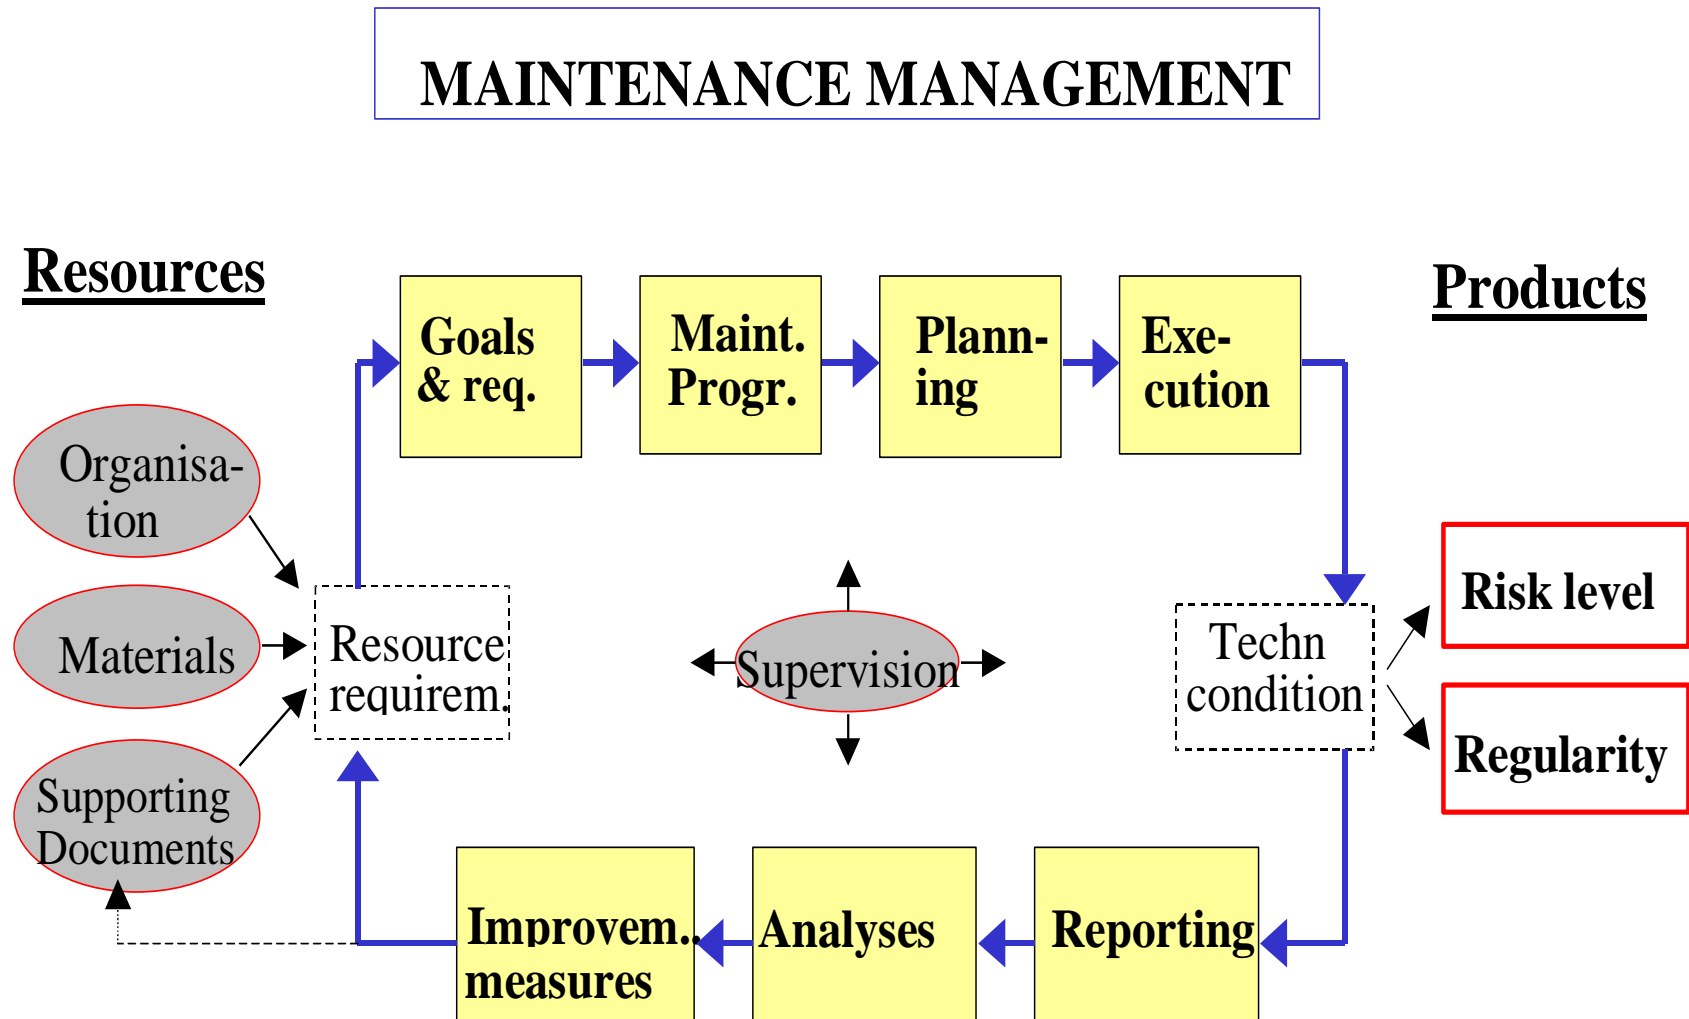 MAINTENANCE MANAGEMENT
Resources
Products
Goals
& req.
Maint.
Progr.
Plann-
ing
Exe-
cution
Organisa-
tion
Materials
Supporting
Documents
Resource
requirem.
Supervision
Techn
condition
Risk level
Regularity
Improvem..
measures
Analyses
Reporting